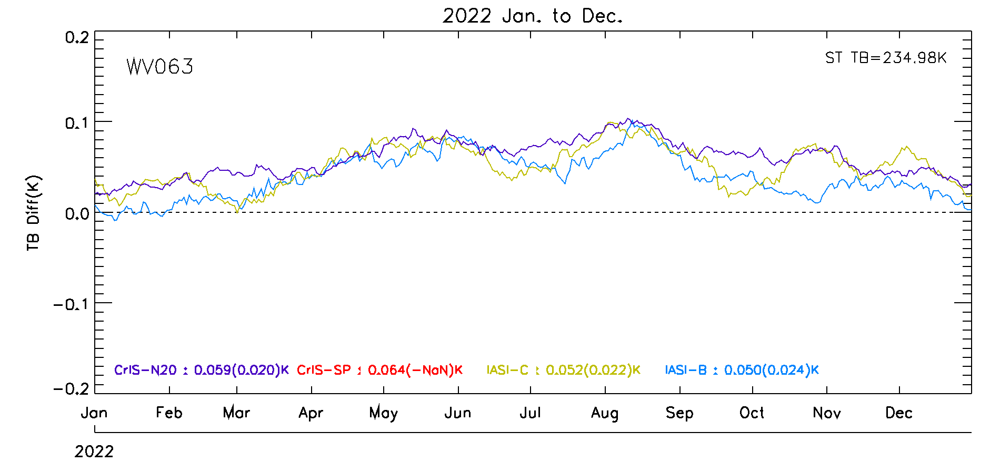 2022 Jan. to Dec.
WV063
ST TB=234.98K
0.2
0.1
0.0
-0.1
-0.2
TB Diff(K)
CrIS-N20 : 0.059(0.020)K CrIS-SP : 0.064(-NaN)K IASI-C : 0.052(0.022)K IASI-B : 0.050(0.024)K
Jan Feb Mar Apr May Jun Jul Aug Sep Oct Nov Dec
2022